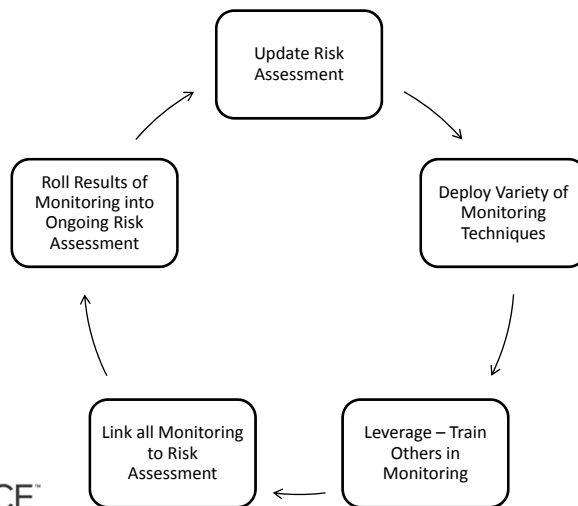 Update Risk
Assessment
Deploy Variety of
Monitoring
Techniques
Leverage – Train
Others in
Monitoring
Link all Monitoring
to Risk
Assessment
Roll Results of
Monitoring into
Ongoing Risk
Assessment
CE™